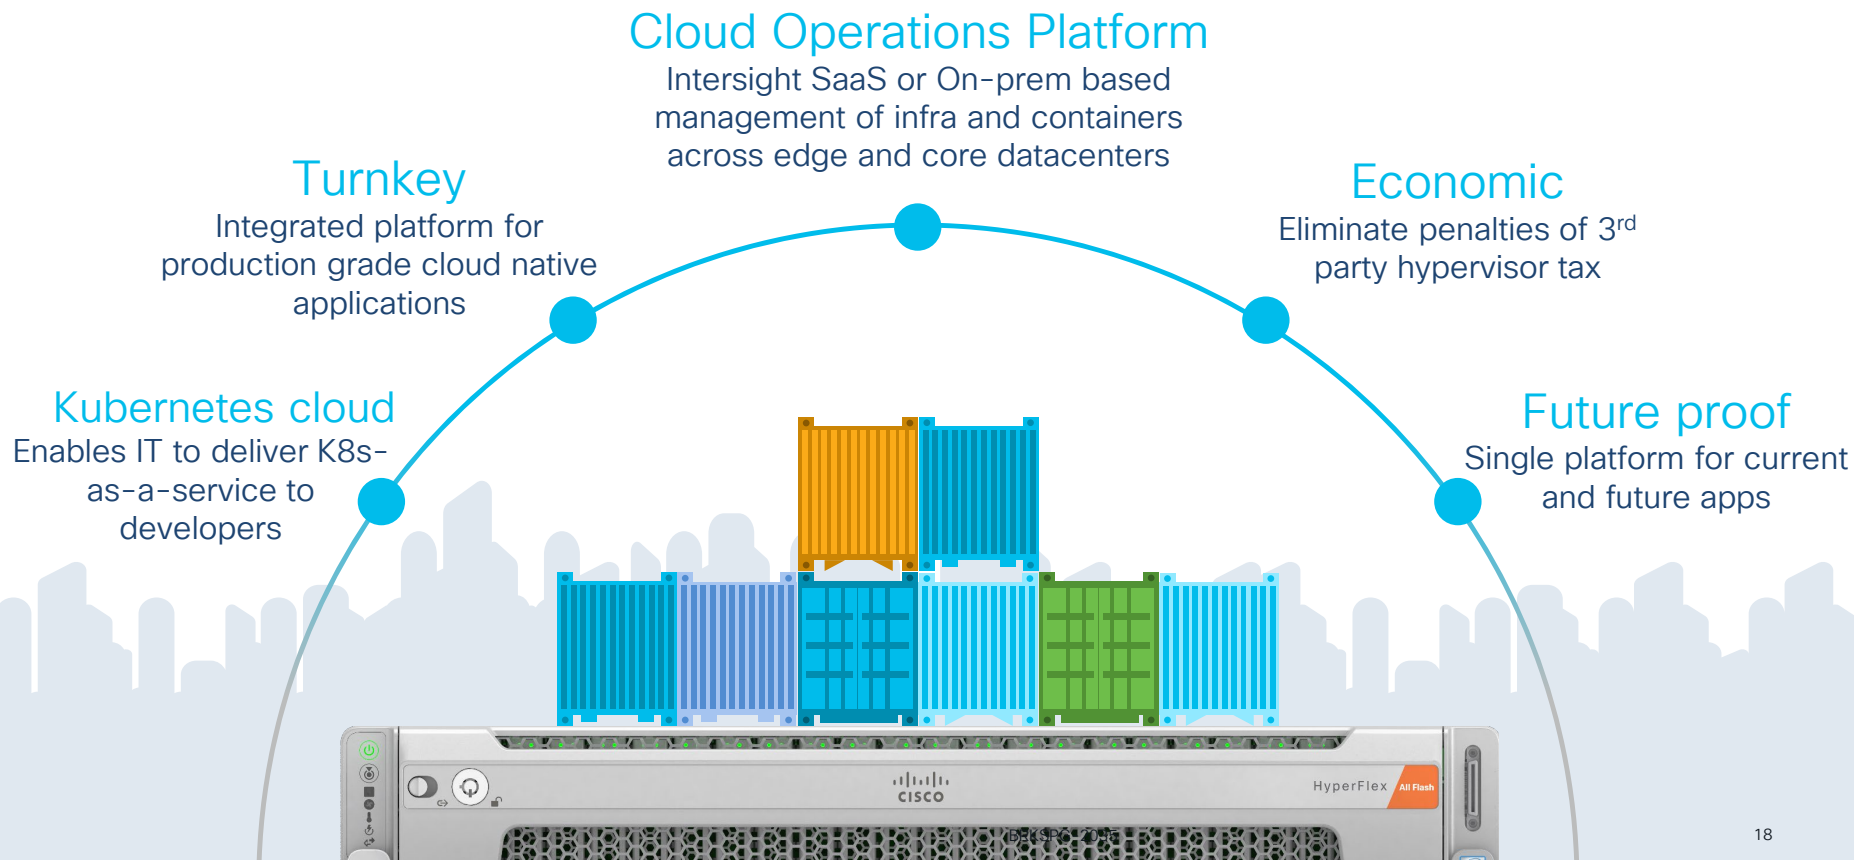 Cloud Operations Platform
Intersight SaaS or On-prem based
management of infra and containers
across edge and core datacenters
Turnkey
Integrated platform for
production grade cloud native
applications
Economic
Eliminate penalties of 3rd
party hypervisor tax
Kubernetes cloud
Enables IT to deliver K8s-
as-a-service to
developers
Future proof
Single platform for current
and future apps
CISCO
HyperFlex
All Flash
18